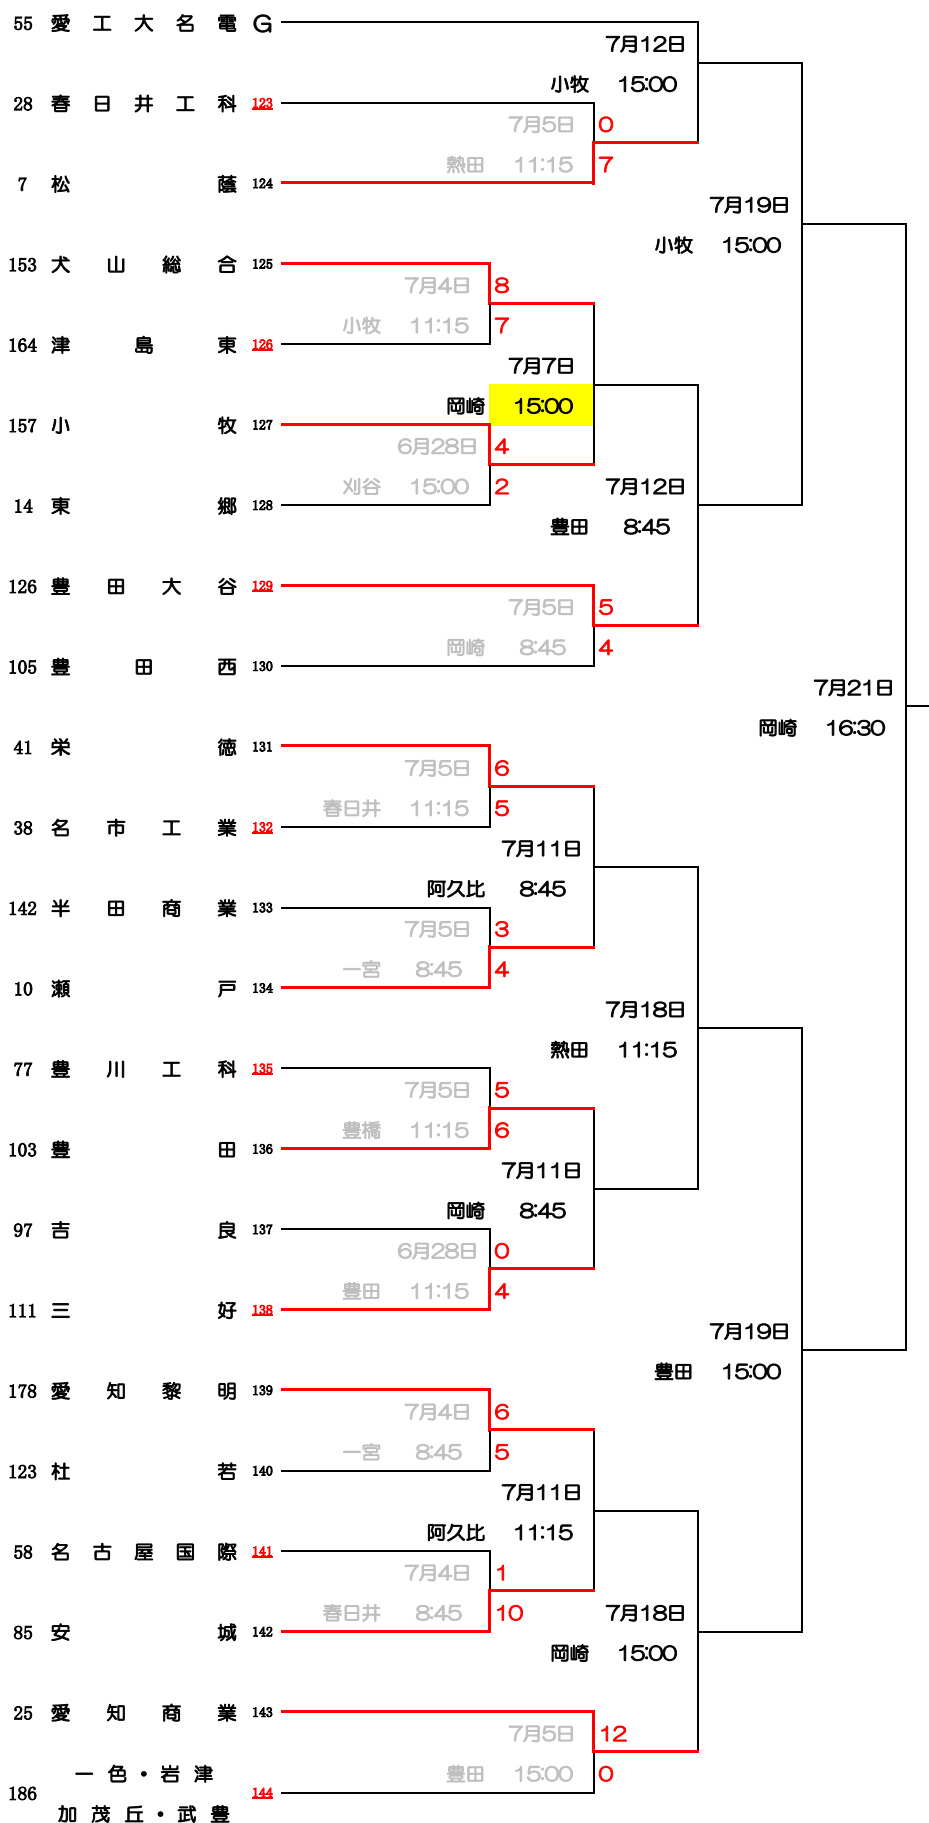 55 愛工大名電 G
7月12日
小牧 15:00
28 春日井工科 123
7月5日 0
熱田 11:15 7
7 松蔭 124
7月19日
小牧 15:00
153 犬山総合 125
7月4日 8
小牧 11:15 7
164 津島東 126
7月7日
岡崎 15:00
157 小牧 127
6月28日 4
刈谷 15:00 2
14 東郷 128
7月12日
豊田 8:45
126 豊田大谷 129
7月5日 5
岡崎 8:45 4
105 豊田西 130
7月21日
岡崎 16:30
41 栄徳 131
7月5日 6
春日井 11:15 5
38 名市工業 132
7月11日
阿久比 8:45
142 半田商業 133
7月5日 3
一宮 8:45 4
10 瀬戸 134
7月18日
熱田 11:15
77 豊川工科 135
7月5日 5
豊橋 11:15 6
103 豊田 136
7月11日
岡崎 8:45
97 吉良 137
6月28日 0
豊田 11:15 4
111 三好 138
7月19日
豊田 15:00
178 愛知黎明 139
7月4日 6
一宮 8:45 5
123 杜若 140
7月11日
阿久比 11:15
58 名古屋国際 141
7月4日 1
春日井 8:45 10
85 安城 142
7月18日
岡崎 15:00
25 愛知商業 143
7月5日 12
豊田 15:00 0
一色・岩津
186 144
加茂丘・武豊